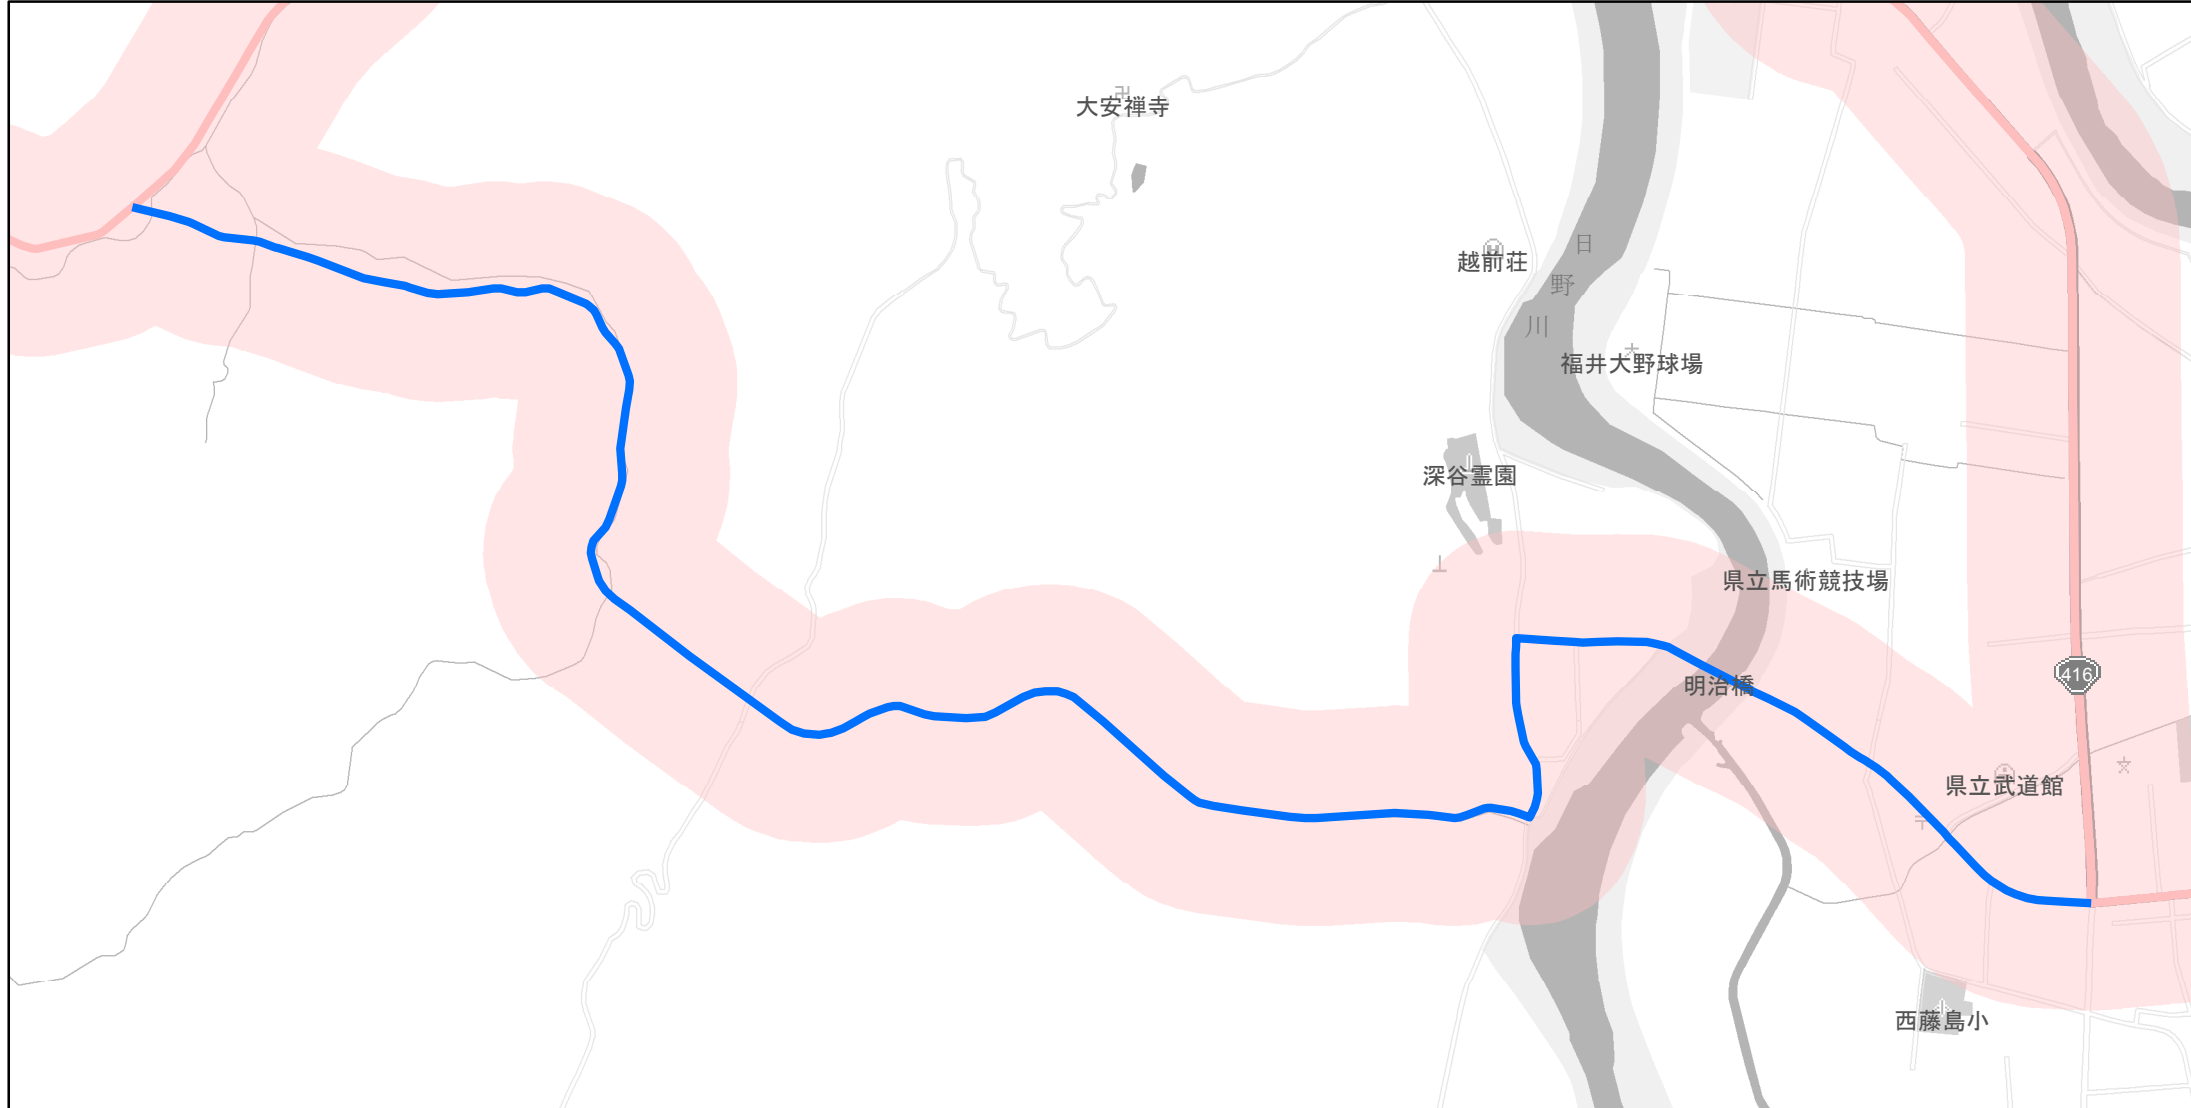 大安禅寺
越前荘
日
野
川
福井大野球場
深谷霊園
県立馬術競技場
416
明治橋
県立武道館
西藤島小